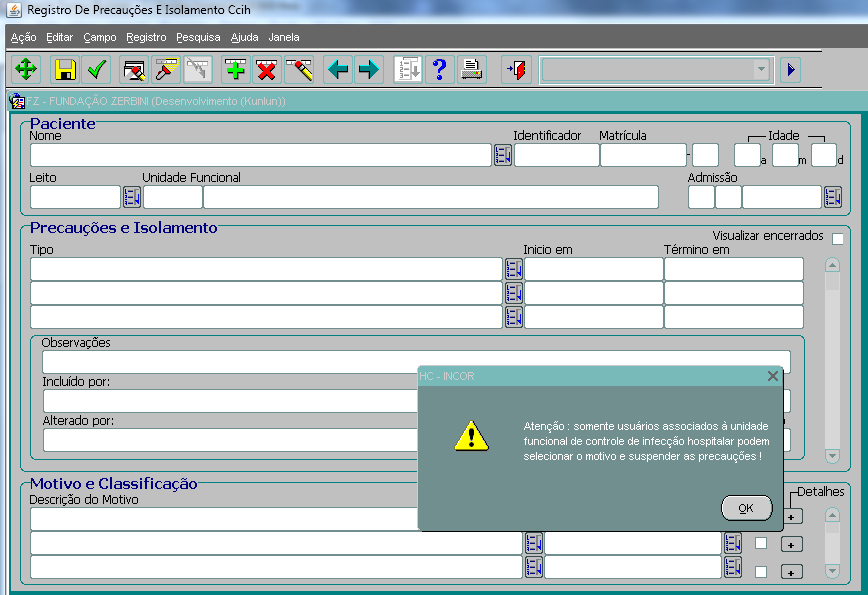 Registro De Precauções E Isolamento Ccih
Ação Editar Campo Registro Pesquisa Ajuda Janela
FZ - FUNDAÇÃO ZERBINI (Desenvolvimento (Kunlun))
Paciente
Nome Identificador Matrícula Idade
- a m d
Leito Unidade Funcional Admissão
Precauções e Isolamento
Visualizar encerrados
Tipo Inicio em Término em
Observações
Incluído por:
Alterado por:
HC - INCOR
Atenção : somente usuários associados à unidade
funcional de controle de infecção hospitalar podem
selecionar o motivo e suspender as precauções !
OK
Motivo e Classificação
Descrição do Motivo Detalhes
+
+
+